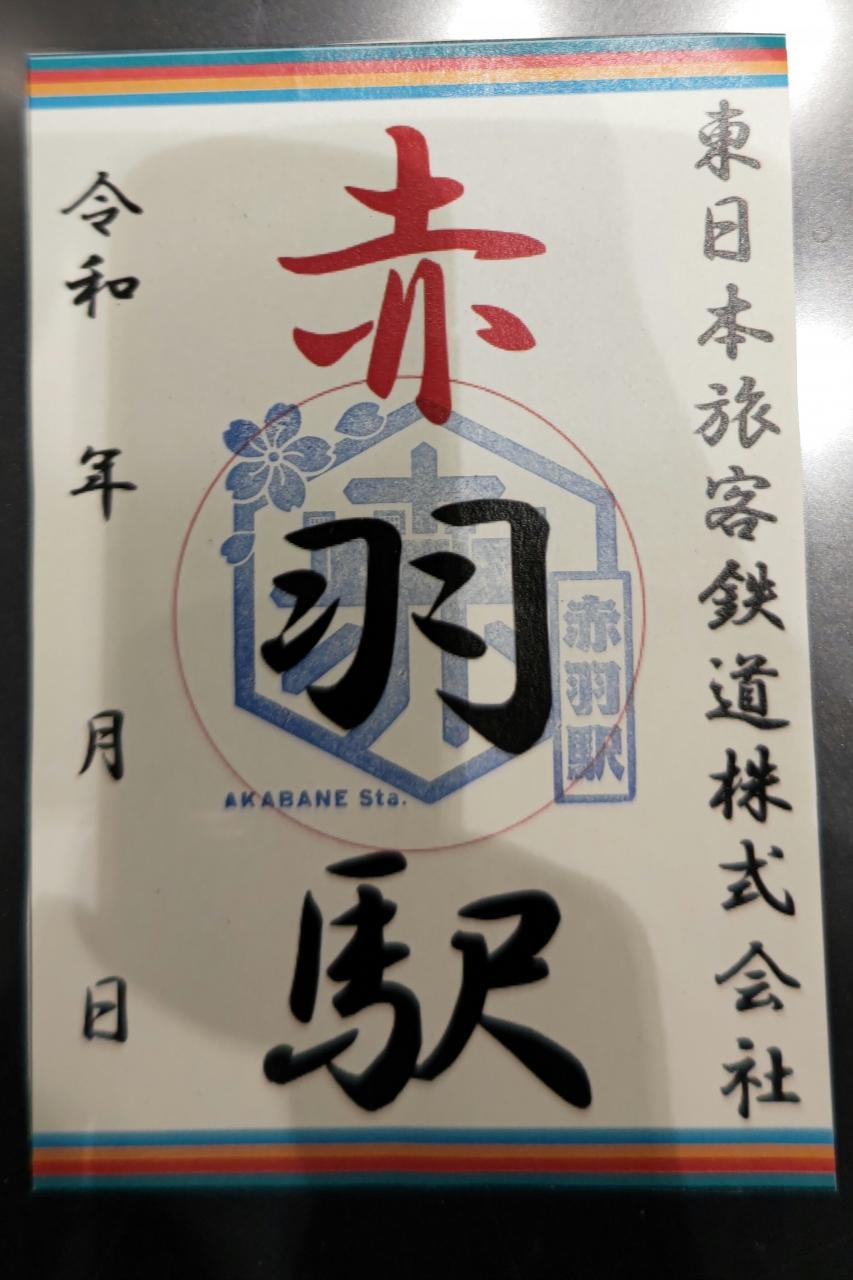 東日本旅客鉄道株式会社
赤羽駅
赤羽駅
AKABANE Sta.
令和 年 月 日